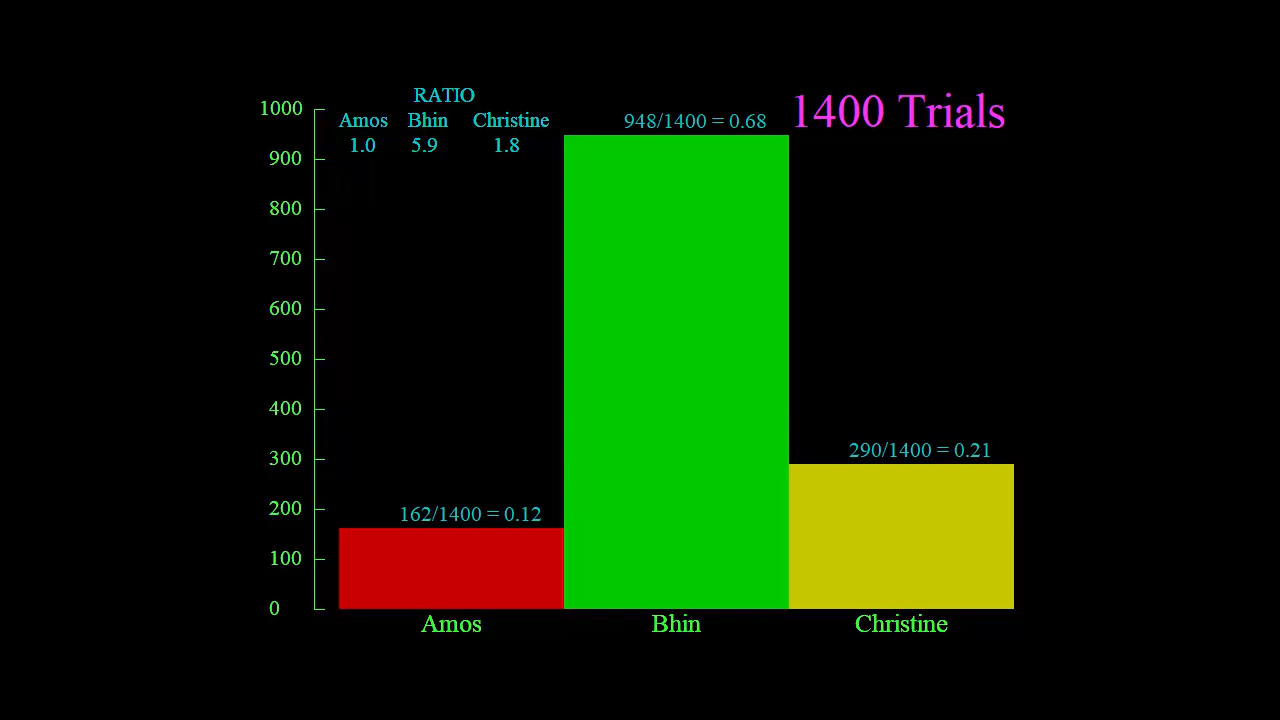 RATIO
Amos Bhin Christine
1.0 5.9 1.8
1400 Trials
948/1400 = 0.68
290/1400 = 0.21
162/1400 = 0.12
1000
900
800
700
600
500
400
300
200
100
0
Amos Bhin Christine